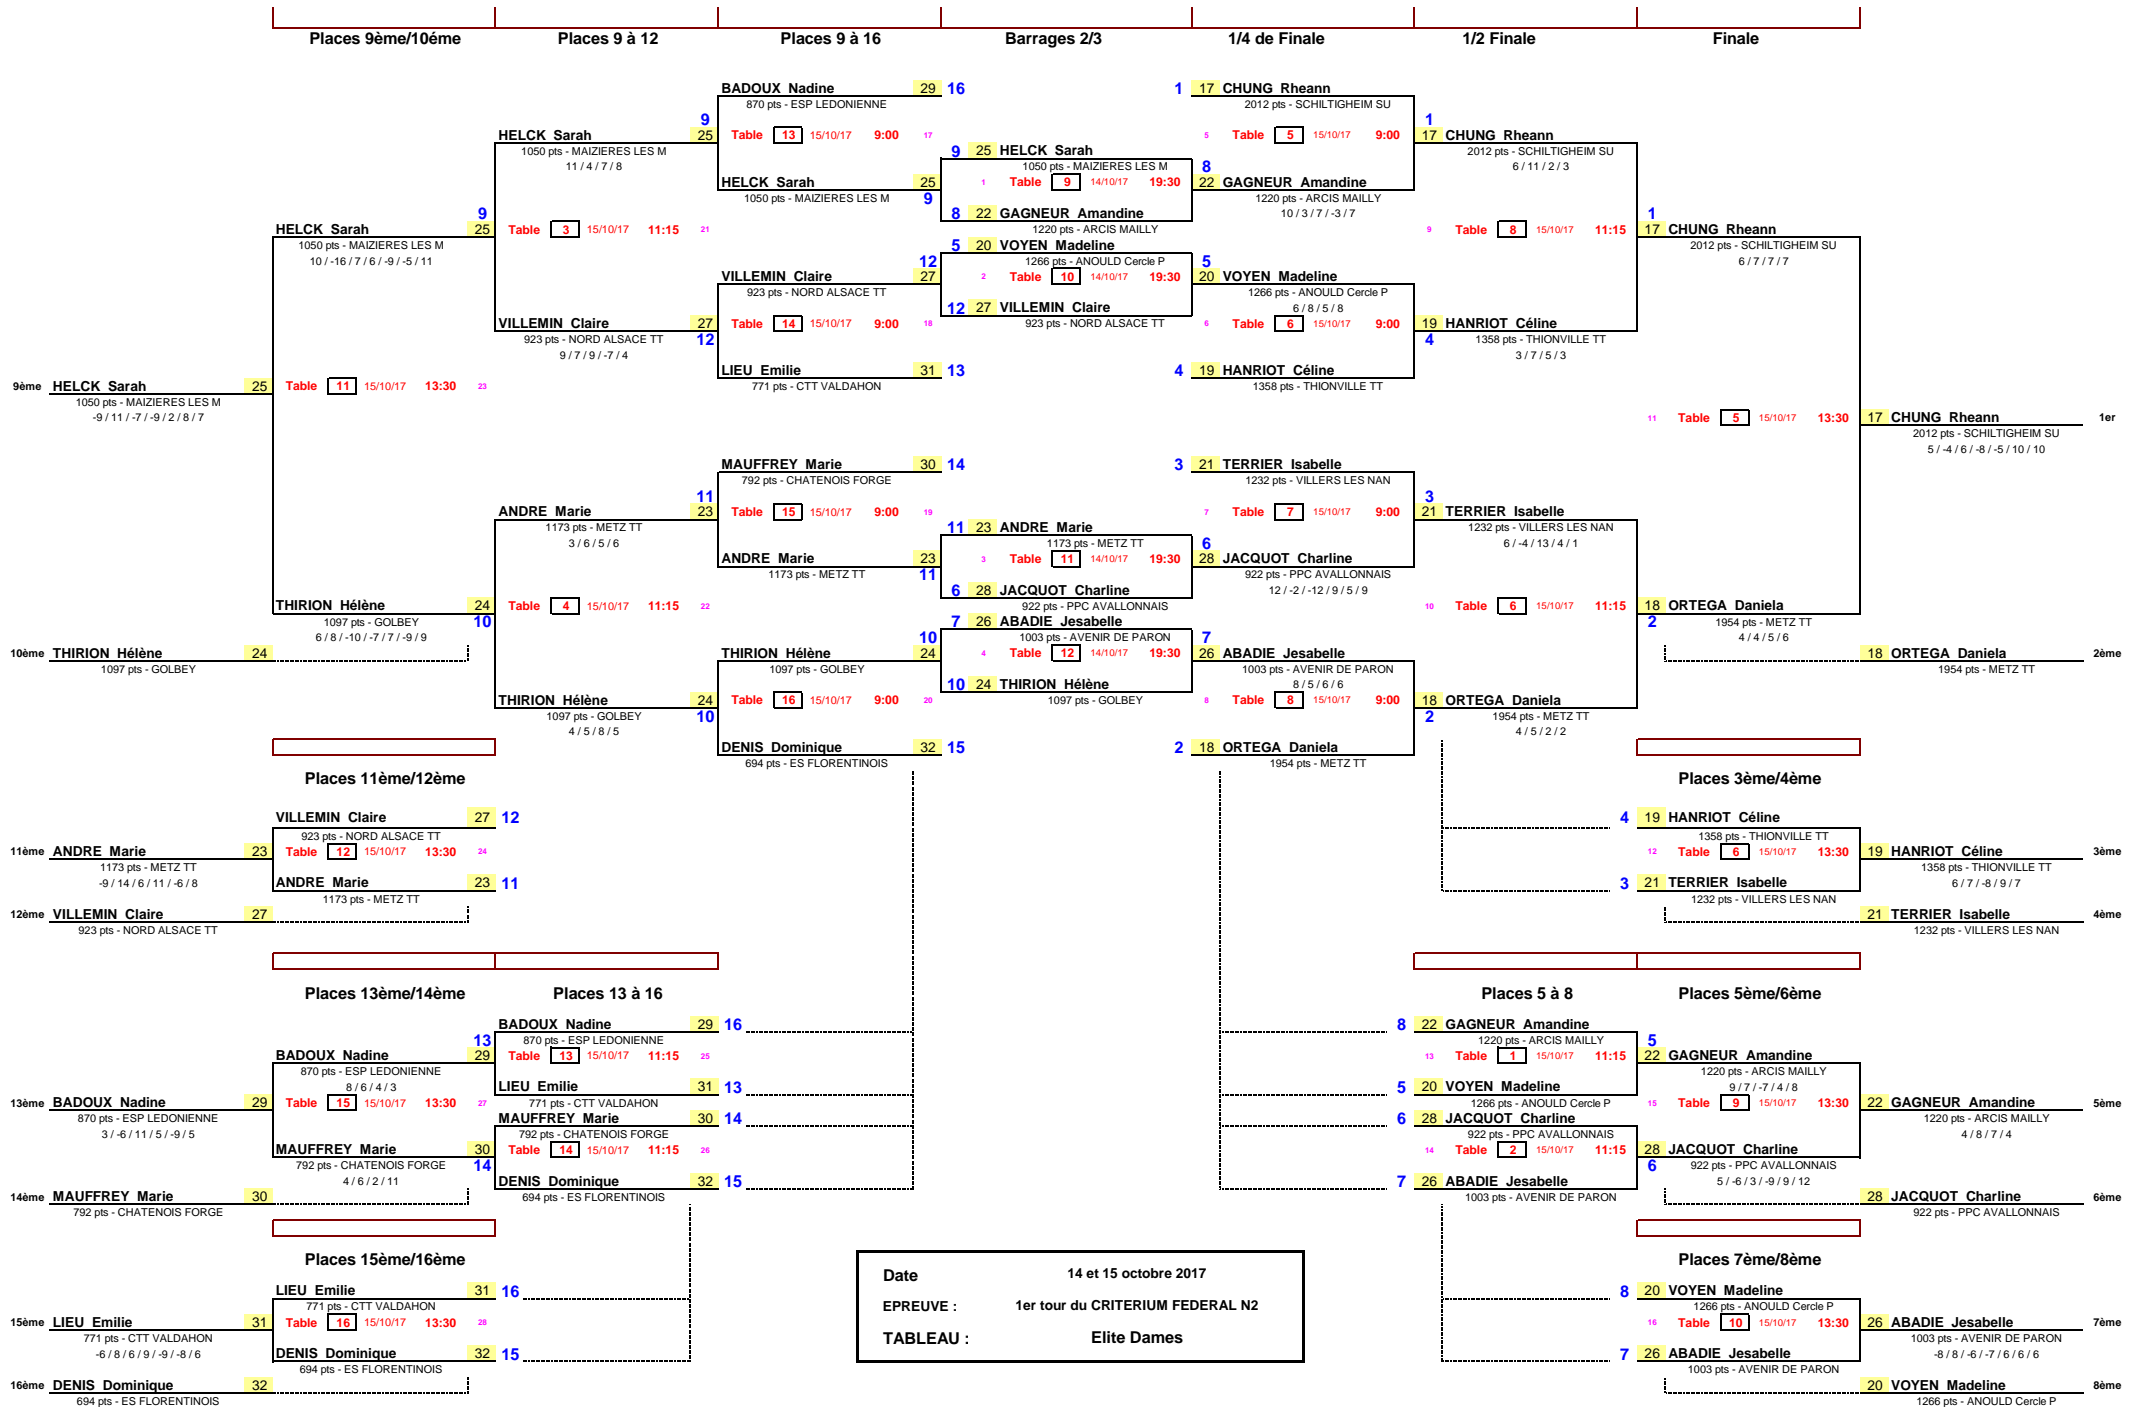 Places 9ème/10éme Places 9 à 12 Places 9 à 16 Barrages 2/3 1/4 de Finale 1/2 Finale Finale
BADOUX Nadine 29 16 1 17 CHUNG Rheann
870 pts - ESP LEDONIENNE 2012 pts - SCHILTIGHEIM SU
9 1
HELCK Sarah 25 Table 13 15/10/17 9:00 17 5 Table 5 15/10/17 9:00 17 CHUNG Rheann
1050 pts - MAIZIERES LES M 9 25 HELCK Sarah 2012 pts - SCHILTIGHEIM SU
11 / 4 / 7 / 8 1050 pts - MAIZIERES LES M 8 6 / 11 / 2 / 3
HELCK Sarah 25 1 Table 9 14/10/17 19:30 22 GAGNEUR Amandine
1050 pts - MAIZIERES LES M 9 1220 pts - ARCIS MAILLY
9 8 22 GAGNEUR Amandine 10 / 3 / 7 / -3 / 7 1
HELCK Sarah 25 Table 3 15/10/17 11:15 21 1220 pts - ARCIS MAILLY 9 Table 8 15/10/17 11:15 17 CHUNG Rheann
1050 pts - MAIZIERES LES M 5 20 VOYEN Madeline 2012 pts - SCHILTIGHEIM SU
10 / -16 / 7 / 6 / -9 / -5 / 11 12 1266 pts - ANOULD Cercle P 5 6 / 7 / 7 / 7
VILLEMIN Claire 27 2 Table 10 14/10/17 19:30 20 VOYEN Madeline
923 pts - NORD ALSACE TT 1266 pts - ANOULD Cercle P
12 27 VILLEMIN Claire 6 / 8 / 5 / 8
VILLEMIN Claire 27 Table 14 15/10/17 9:00 18 923 pts - NORD ALSACE TT 6 Table 6 15/10/17 9:00 19 HANRIOT Céline
923 pts - NORD ALSACE TT 12 4 1358 pts - THIONVILLE TT
9 / 7 / 9 / -7 / 4 3 / 7 / 5 / 3
LIEU Emilie 31 13 4 19 HANRIOT Céline
9ème HELCK Sarah 25 Table 11 15/10/17 13:30 23 771 pts - CTT VALDAHON 1358 pts - THIONVILLE TT
1050 pts - MAIZIERES LES M
-9 / 11 / -7 / -9 / 2 / 8 / 7 11 Table 5 15/10/17 13:30 17 CHUNG Rheann 1er
2012 pts - SCHILTIGHEIM SU
5 / -4 / 6 / -8 / -5 / 10 / 10
MAUFFREY Marie 30 14 3 21 TERRIER Isabelle
792 pts - CHATENOIS FORGE 1232 pts - VILLERS LES NAN
11 3
ANDRE Marie 23 Table 15 15/10/17 9:00 19 7 Table 7 15/10/17 9:00 21 TERRIER Isabelle
1173 pts - METZ TT 11 23 ANDRE Marie 1232 pts - VILLERS LES NAN
3 / 6 / 5 / 6 1173 pts - METZ TT 6 6 / -4 / 13 / 4 / 1
ANDRE Marie 23 3 Table 11 14/10/17 19:30 28 JACQUOT Charline
1173 pts - METZ TT 11 922 pts - PPC AVALLONNAIS
6 28 JACQUOT Charline 12 / -2 / -12 / 9 / 5 / 9
THIRION Hélène 24 Table 4 15/10/17 11:15 22 922 pts - PPC AVALLONNAIS 10 Table 6 15/10/17 11:15 18 ORTEGA Daniela
1097 pts - GOLBEY 10 7 26 ABADIE Jesabelle 2 1954 pts - METZ TT
6 / 8 / -10 / -7 / 7 / -9 / 9 10 1003 pts - AVENIR DE PARON 7 4 / 4 / 5 / 6
10ème THIRION Hélène 24 THIRION Hélène 24 4 Table 12 14/10/17 19:30 26 ABADIE Jesabelle 18 ORTEGA Daniela 2ème
1097 pts - GOLBEY 1097 pts - GOLBEY 1003 pts - AVENIR DE PARON 1954 pts - METZ TT
10 24 THIRION Hélène 8 / 5 / 6 / 6
THIRION Hélène 24 Table 16 15/10/17 9:00 20 1097 pts - GOLBEY 8 Table 8 15/10/17 9:00 18 ORTEGA Daniela
1097 pts - GOLBEY 10 2 1954 pts - METZ TT
4 / 5 / 8 / 5 4 / 5 / 2 / 2
DENIS Dominique 32 15 2 18 ORTEGA Daniela
694 pts - ES FLORENTINOIS 1954 pts - METZ TT
Places 11ème/12ème Places 3ème/4ème
VILLEMIN Claire 27 12 4 19 HANRIOT Céline
923 pts - NORD ALSACE TT 1358 pts - THIONVILLE TT
11ème ANDRE Marie 23 Table 12 15/10/17 13:30 24 12 Table 6 15/10/17 13:30 19 HANRIOT Céline 3ème
1173 pts - METZ TT 1358 pts - THIONVILLE TT
-9 / 14 / 6 / 11 / -6 / 8 ANDRE Marie 23 11 3 21 TERRIER Isabelle 6 / 7 / -8 / 9 / 7
1173 pts - METZ TT 1232 pts - VILLERS LES NAN
12ème VILLEMIN Claire 27 21 TERRIER Isabelle 4ème
923 pts - NORD ALSACE TT 1232 pts - VILLERS LES NAN
Places 13ème/14ème Places 13 à 16 Places 5 à 8 Places 5ème/6ème
BADOUX Nadine 29 16 8 22 GAGNEUR Amandine
13 870 pts - ESP LEDONIENNE 1220 pts - ARCIS MAILLY 5
BADOUX Nadine 29 Table 13 15/10/17 11:15 25 13 Table 1 15/10/17 11:15 22 GAGNEUR Amandine
870 pts - ESP LEDONIENNE 1220 pts - ARCIS MAILLY
8 / 6 / 4 / 3 LIEU Emilie 31 13 5 20 VOYEN Madeline 9 / 7 / -7 / 4 / 8
13ème BADOUX Nadine 29 Table 15 15/10/17 13:30 27 771 pts - CTT VALDAHON 1266 pts - ANOULD Cercle P 15 Table 9 15/10/17 13:30 22 GAGNEUR Amandine 5ème
870 pts - ESP LEDONIENNE MAUFFREY Marie 30 14 6 28 JACQUOT Charline 1220 pts - ARCIS MAILLY
3 / -6 / 11 / 5 / -9 / 5 792 pts - CHATENOIS FORGE 922 pts - PPC AVALLONNAIS 4 / 8 / 7 / 4
MAUFFREY Marie 30 Table 14 15/10/17 11:15 26 14 Table 2 15/10/17 11:15 28 JACQUOT Charline
792 pts - CHATENOIS FORGE 14 6 922 pts - PPC AVALLONNAIS
4 / 6 / 2 / 11 DENIS Dominique 32 15 7 26 ABADIE Jesabelle 5 / -6 / 3 / -9 / 9 / 12
14ème MAUFFREY Marie 30 694 pts - ES FLORENTINOIS 1003 pts - AVENIR DE PARON 28 JACQUOT Charline 6ème
792 pts - CHATENOIS FORGE 922 pts - PPC AVALLONNAIS
Places 15ème/16ème Places 7ème/8ème
Date 14 et 15 octobre 2017
LIEU Emilie 31 16 8 20 VOYEN Madeline
771 pts - CTT VALDAHON EPREUVE : 1er tour du CRITERIUM FEDERAL N2 1266 pts - ANOULD Cercle P
15ème LIEU Emilie 31 Table 16 15/10/17 13:30 28 16 Table 10 15/10/17 13:30 26 ABADIE Jesabelle 7ème
771 pts - CTT VALDAHON TABLEAU : Elite Dames 1003 pts - AVENIR DE PARON
-6 / 8 / 6 / 9 / -9 / -8 / 6 DENIS Dominique 32 15 7 26 ABADIE Jesabelle -8 / 8 / -6 / -7 / 6 / 6 / 6
694 pts - ES FLORENTINOIS 1003 pts - AVENIR DE PARON
16ème DENIS Dominique 32 20 VOYEN Madeline 8ème
694 pts - ES FLORENTINOIS 1266 pts - ANOULD Cercle P